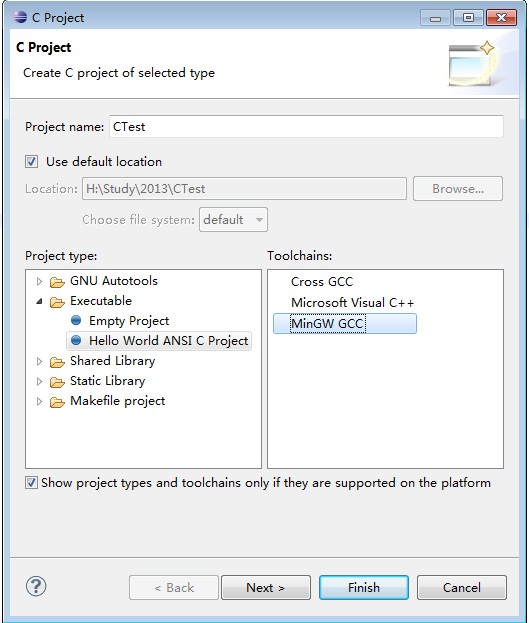 C Project
C Project
Create C project of selected type
Project name: CTest
Use default location
Location: H:\Study\2013\CTest Browse...
Choose file system: default
Project type:
GNU Autotools
Executable
Empty Project
Hello World ANSI C Project
Shared Library
Static Library
Makefile project
Toolchains:
Cross GCC
Microsoft Visual C++
MinGW GCC
Show project types and toolchains only if they are supported on the platform
? < Back Next > Finish Cancel